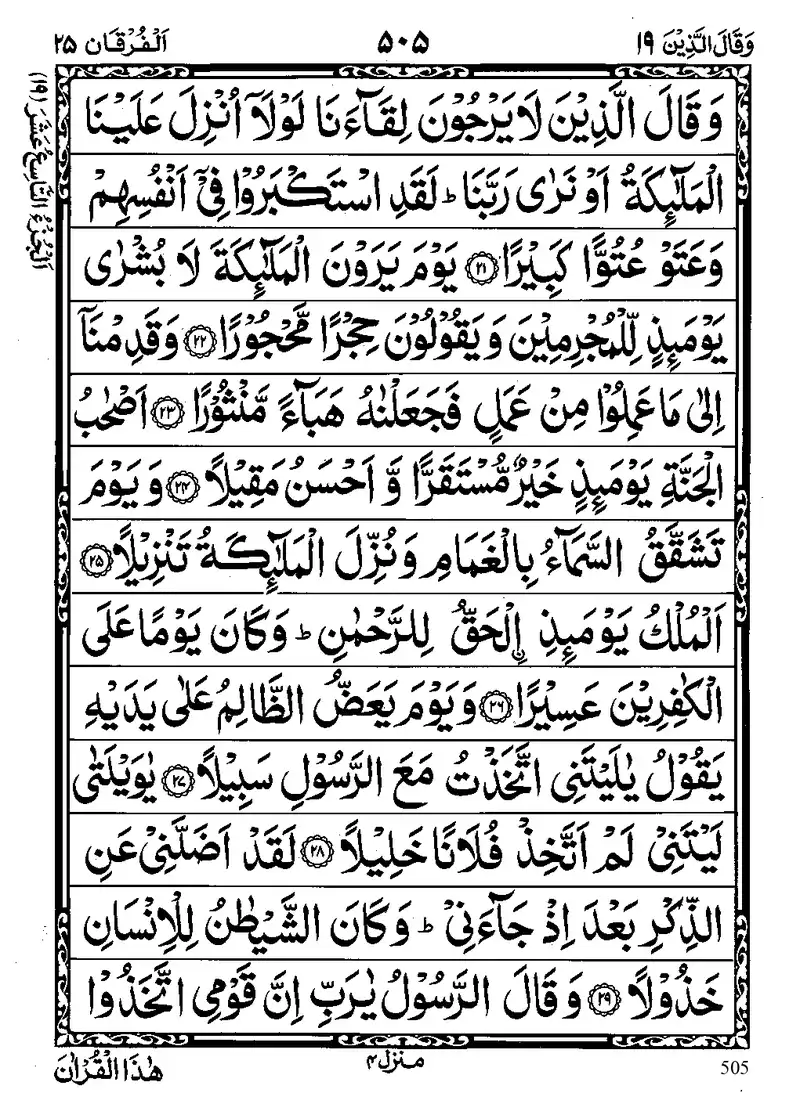 وَقَالَ الَّذِيْنَ ١٩
٥٠٥
اَلْفُرْقَان ٢٥
اَلْجُزْءُ التَّاسِعُ عَشَرَ (١٩)
وَقَالَ الَّذِيْنَ لَا يَرْجُوْنَ لِقَآءَنَا لَوْلَاۤ اُنْزِلَ عَلَيْنَا
الْمَلٰٓئِكَةُ اَوْ نَرٰى رَبَّنَا ؕ لَقَدِ اسْتَكْبَرُوْا فِيْۤ اَنْفُسِهِمْ
وَعَتَوْ عُتُوًّا كَبِيْرًا ﴿٢١﴾ يَوْمَ يَرَوْنَ الْمَلٰٓئِكَةَ لَا بُشْرٰى
يَوْمَئِذٍ لِّلْمُجْرِمِيْنَ وَيَقُوْلُوْنَ حِجْرًا مَّحْجُوْرًا ﴿٢٢﴾ وَقَدِمْنَاۤ
اِلٰى مَا عَمِلُوْا مِنْ عَمَلٍ فَجَعَلْنٰهُ هَبَآءً مَّنْثُوْرًا ﴿٢٣﴾ اَصْحٰبُ
الْجَنَّةِ يَوْمَئِذٍ خَيْرٌ مُّسْتَقَرًّا وَّ اَحْسَنُ مَقِيْلًا ﴿٢٤﴾ وَيَوْمَ
تَشَقَّقُ السَّمَآءُ بِالْغَمَامِ وَنُزِّلَ الْمَلٰٓئِكَةُ تَنْزِيْلًا ﴿٢٥﴾
اَلْمُلْكُ يَوْمَئِذِ ۨالْحَقُّ لِلرَّحْمٰنِ ؕ وَكَانَ يَوْمًا عَلَى
الْكٰفِرِيْنَ عَسِيْرًا ﴿٢٦﴾ وَيَوْمَ يَعَضُّ الظَّالِمُ عَلٰى يَدَيْهِ
يَقُوْلُ يٰلَيْتَنِى اتَّخَذْتُ مَعَ الرَّسُوْلِ سَبِيْلًا ﴿٢٧﴾ يٰوَيْلَتٰى
لَيْتَنِيْ لَمْ اَتَّخِذْ فُلَانًا خَلِيْلًا ﴿٢٨﴾ لَقَدْ اَضَلَّنِيْ عَنِ
الذِّكْرِ بَعْدَ اِذْ جَآءَنِيْ ؕ وَكَانَ الشَّيْطٰنُ لِلْاِنْسَانِ
خَذُوْلًا ﴿٢٩﴾ وَقَالَ الرَّسُوْلُ يٰرَبِّ اِنَّ قَوْمِى اتَّخَذُوْا
منزل ٤
هٰذَا الْقُرْاٰنَ
505